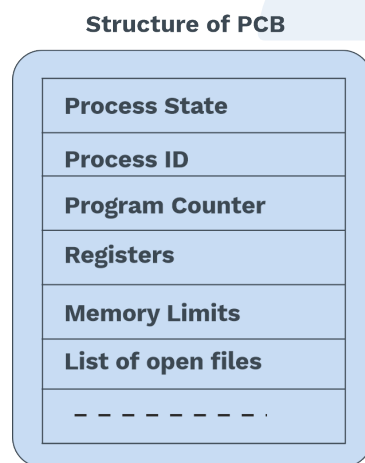 Structure of PCB
Process State
Process ID
Program Counter
Registers
Memory Limits
List of open files